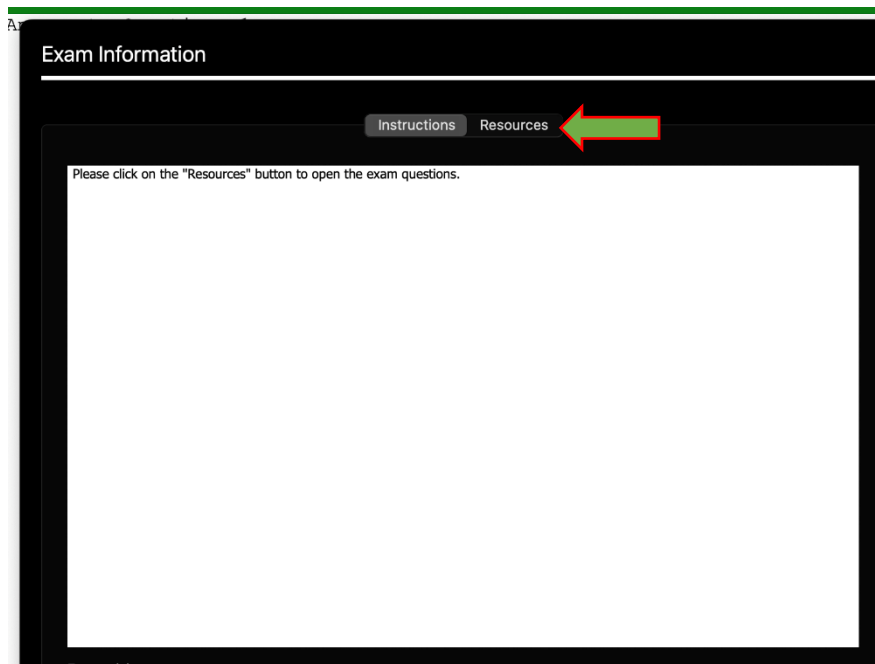 Exam Information
Instructions Resources
Please click on the "Resources" button to open the exam questions.